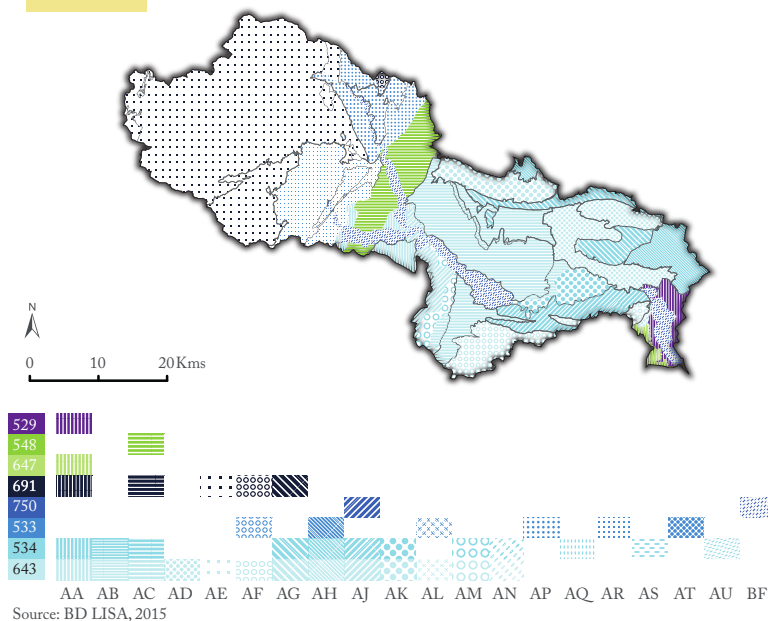 N
0 10 20 Kms
529
548
647
691
750
533
534
643
AA AB AC AD AE AF AG AH AJ AK AL AM AN AP AQ AR AS AT AU BF
Source: BD LISA, 2015